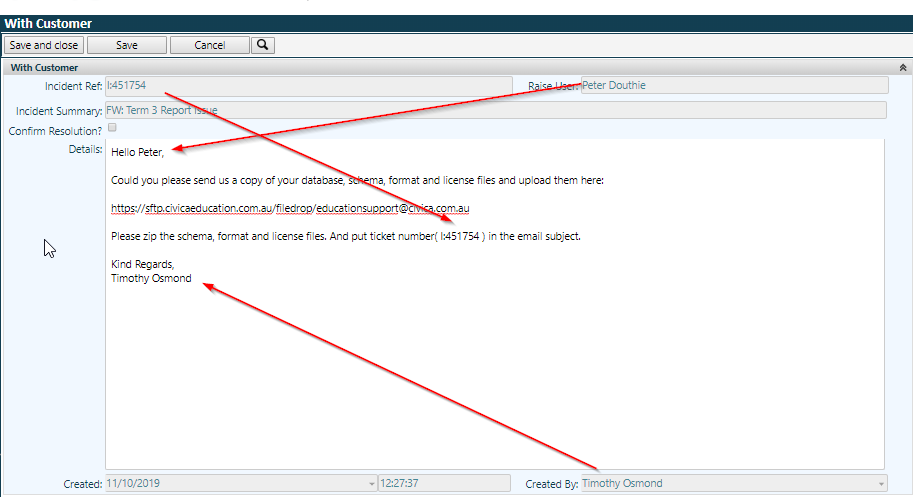 With Customer
Save and close Save Cancel
With Customer
Incident Ref: I:451754 Raise User: Peter Douthie
Incident Summary: FW: Term 3 Report Issue
Confirm Resolution?
Details: Hello Peter,
Could you please send us a copy of your database, schema, format and license files and upload them here:
https://sftp.civicaeducation.com.au/filedrop/educationsupport@civica.com.au
Please zip the schema, format and license files. And put ticket number( I:451754 ) in the email subject.
Kind Regards,
Timothy Osmond
Created: 11/10/2019 12:27:37 Created By: Timothy Osmond